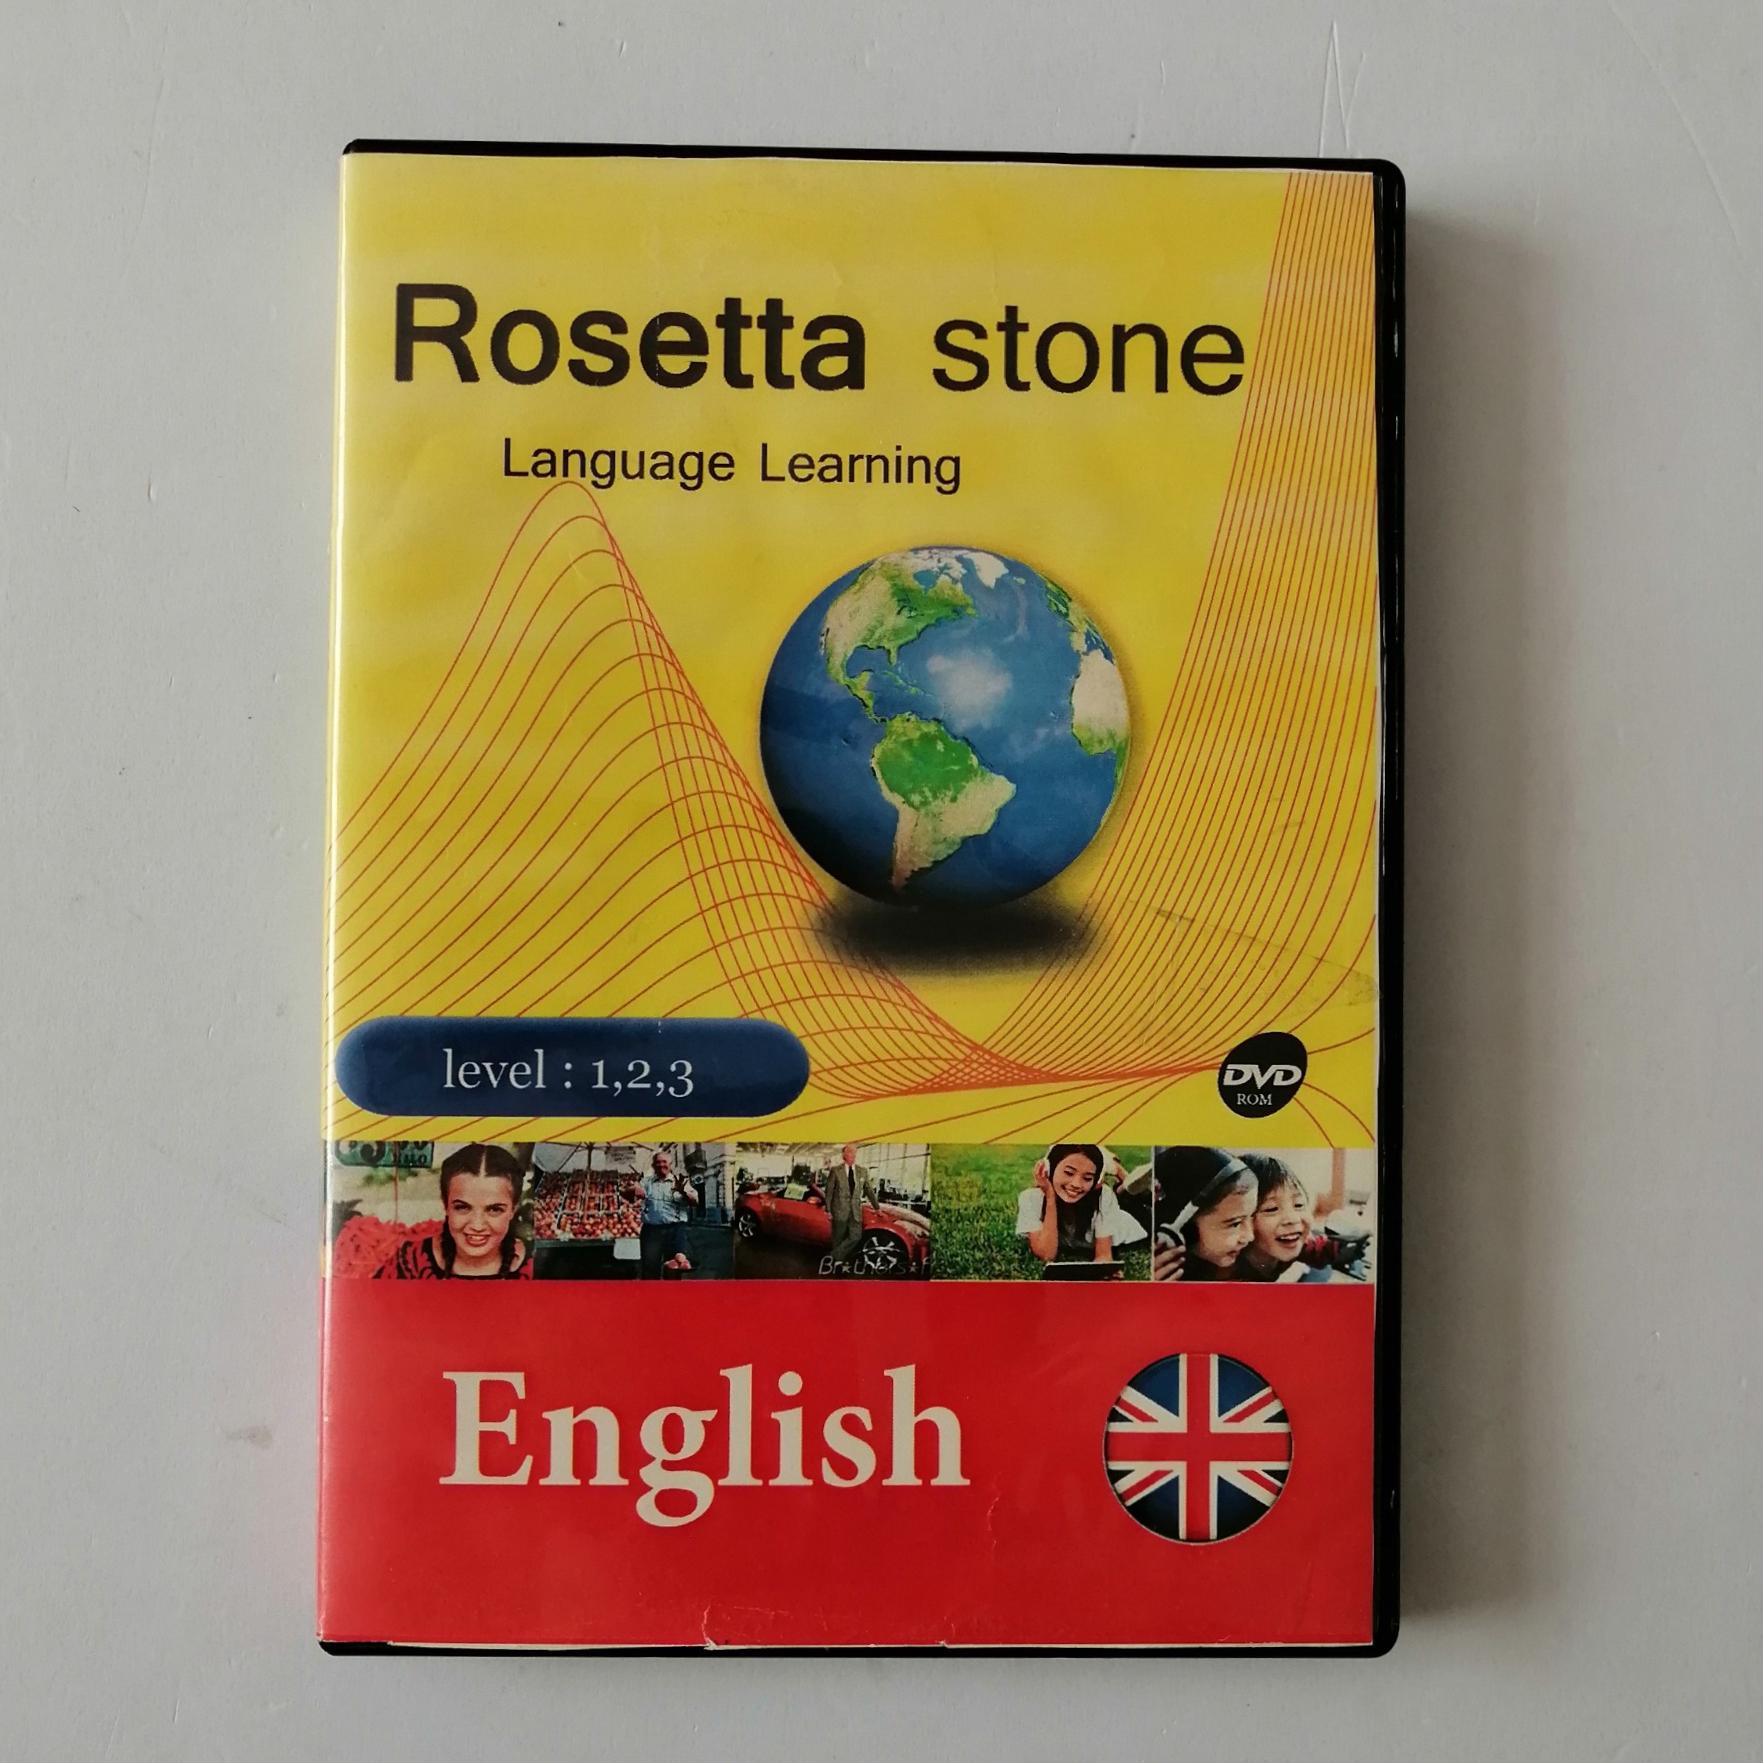 Rosetta stone
Language Learning
level : 1,2,3
DVD
ROM
English